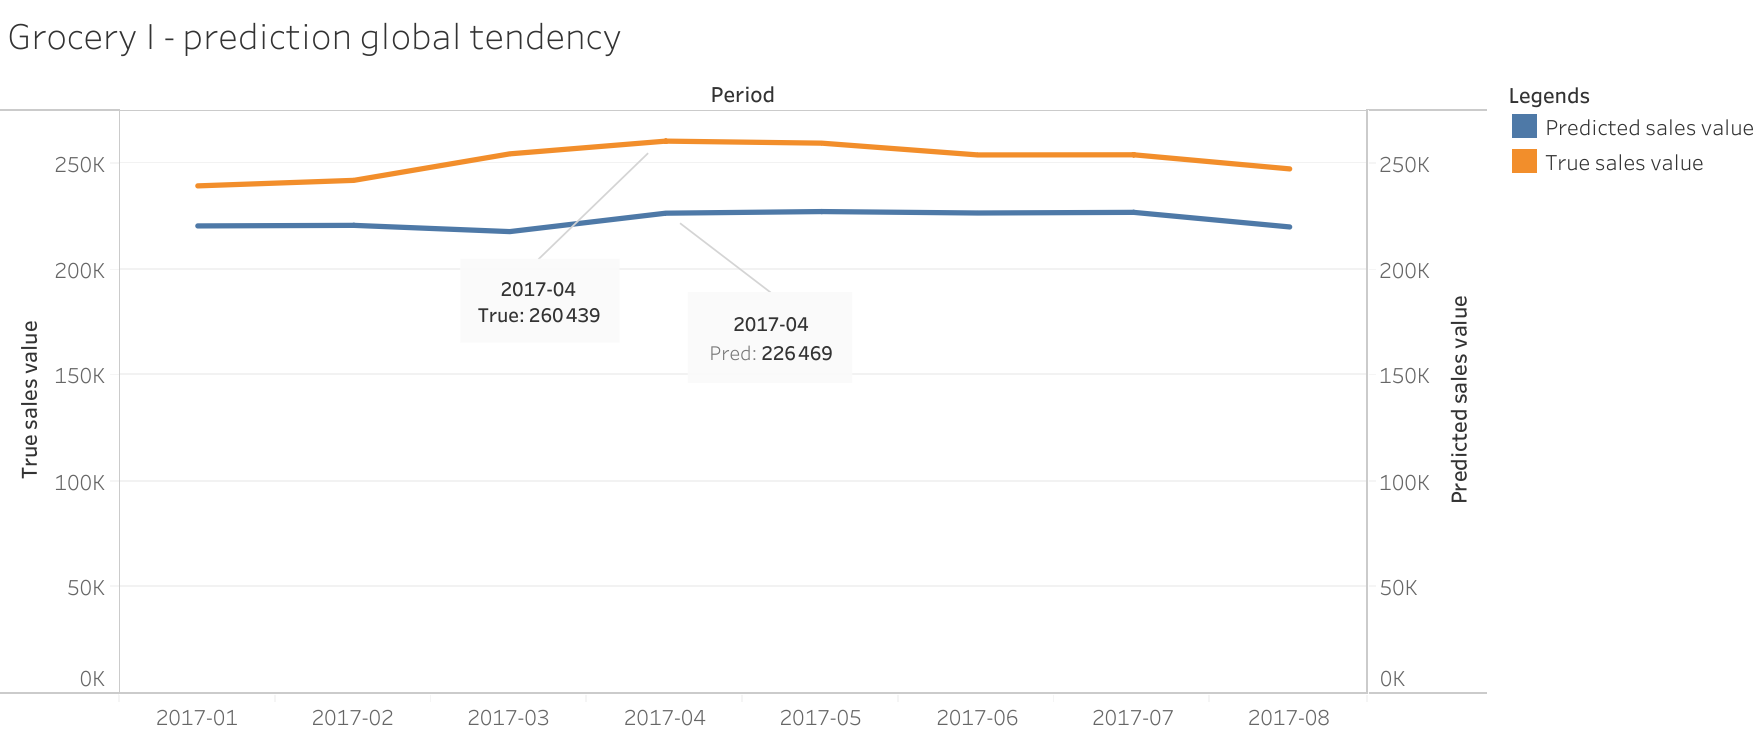 Grocery I - prediction global tendency
Period
Legends
Predicted sales value
True sales value
250K
200K
150K
100K
50K
0K
True sales value
2017-04
True: 260 439
2017-04
Pred: 226 469
250K
200K
150K
100K
50K
0K
Predicted sales value
2017-01 2017-02 2017-03 2017-04 2017-05 2017-06 2017-07 2017-08